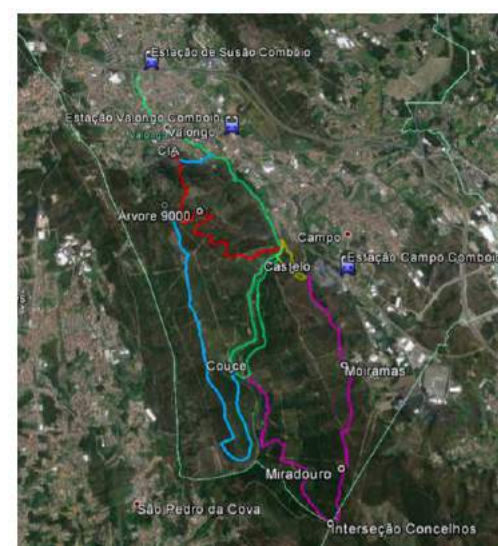 Estação de Susão Comboio
Estação Valongo Comboio
Valongo
Valongo
CIA
Arvore 9000
Campo
Estação Campo Comboio
Castelo
Couce
Moiramas
Miradouro
São Pedro da Cova
Interseção Concelhos